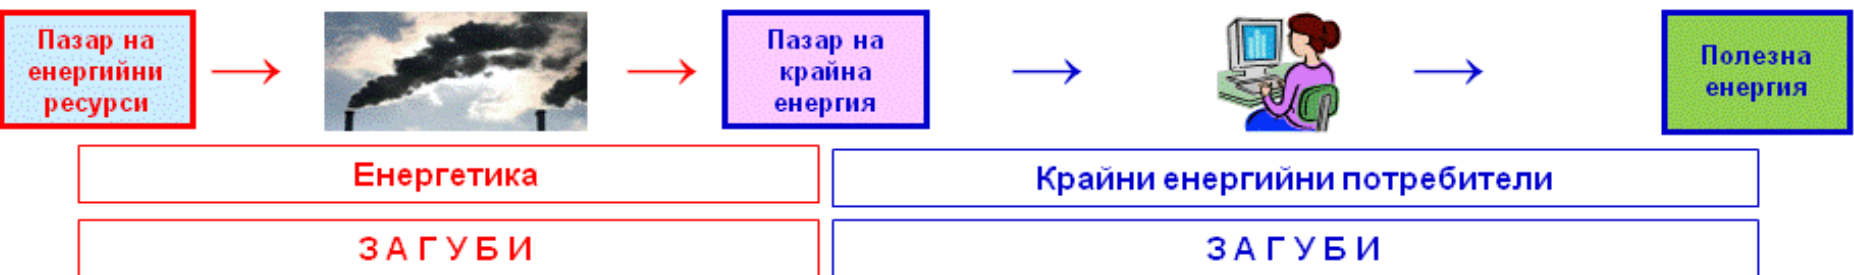 Пазар на
енергийни
ресурси
Пазар на
крайна
енергия
Полезна
енергия
Енергетика
Крайни енергийни потребители
З А Г У Б И
З А Г У Б И